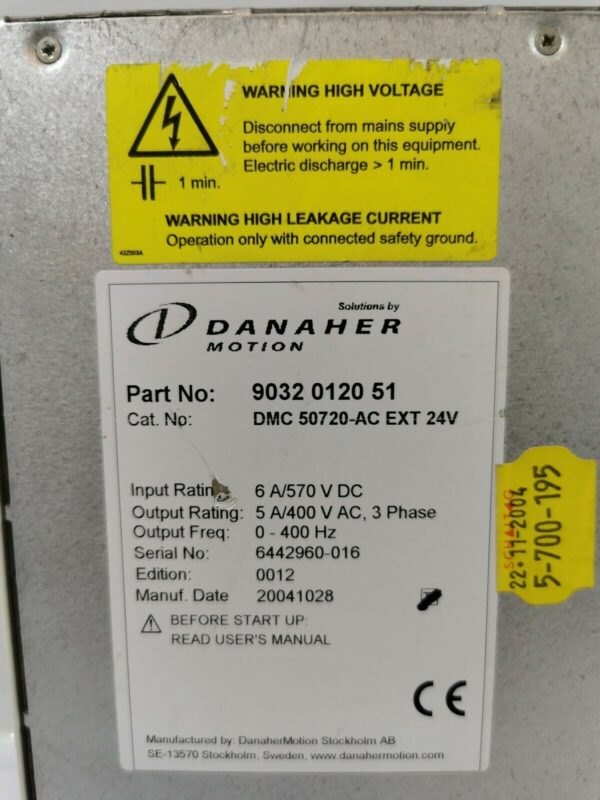 WARNING HIGH VOLTAGE
Disconnect from mains supply
before working on this equipment.
Electric discharge > 1 min.
1 min.
WARNING HIGH LEAKAGE CURRENT
Operation only with connected safety ground.
Solutions by
DANAHER
MOTION
Part No: 9032 0120 51
Cat. No: DMC 50720-AC EXT 24V
Input Rating: 6 A/570 V DC
Output Rating: 5 A/400 V AC, 3 Phase
Output Freq: 0 - 400 Hz
Serial No: 6442960-016
Edition: 0012
Manuf. Date 20041028
BEFORE START UP:
READ USER'S MANUAL
CE
Manufactured by: DanaherMotion Stockholm AB
SE-13570 Stockholm, Sweden, www.danahermotion.com
22-11-2004
5-700-195